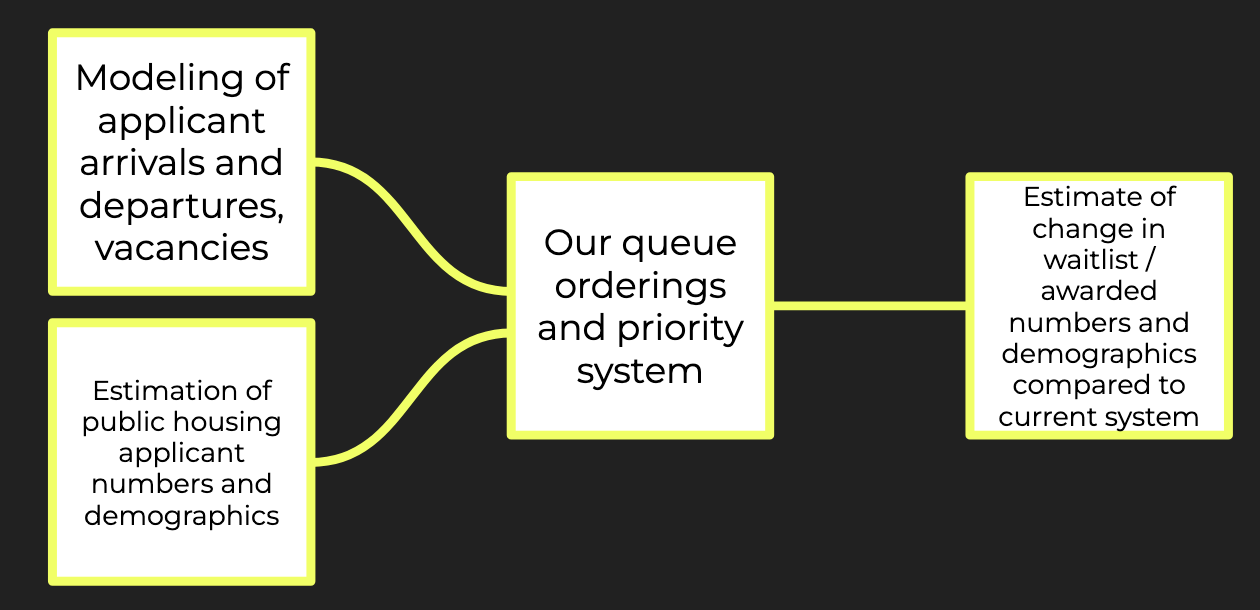 Modeling of
applicant
arrivals and
departures,
vacancies
Estimation of
public housing
applicant
numbers and
demographics
Our queue
orderings
and priority
system
Estimate of
change in
waitlist /
awarded
numbers and
demographics
compared to
current system